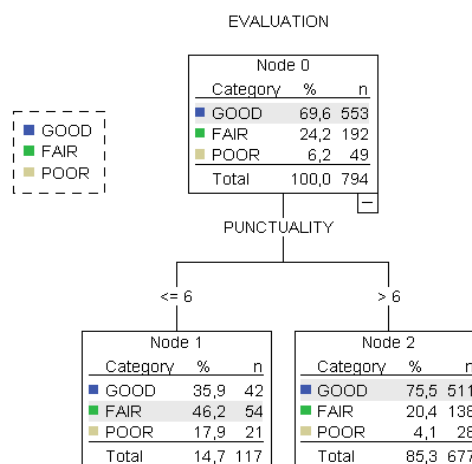 EVALUATION
Node 0
Category % n
GOOD 69,6 553
FAIR 24,2 192
POOR 6,2 49
Total 100,0 794
GOOD
FAIR
POOR
PUNCTUALITY
<= 6
> 6
Node 1
Category % n
GOOD 35,9 42
FAIR 46,2 54
POOR 17,9 21
Total 14,7 117
Node 2
Category % n
GOOD 75,5 511
FAIR 20,4 138
POOR 4,1 28
Total 85,3 677